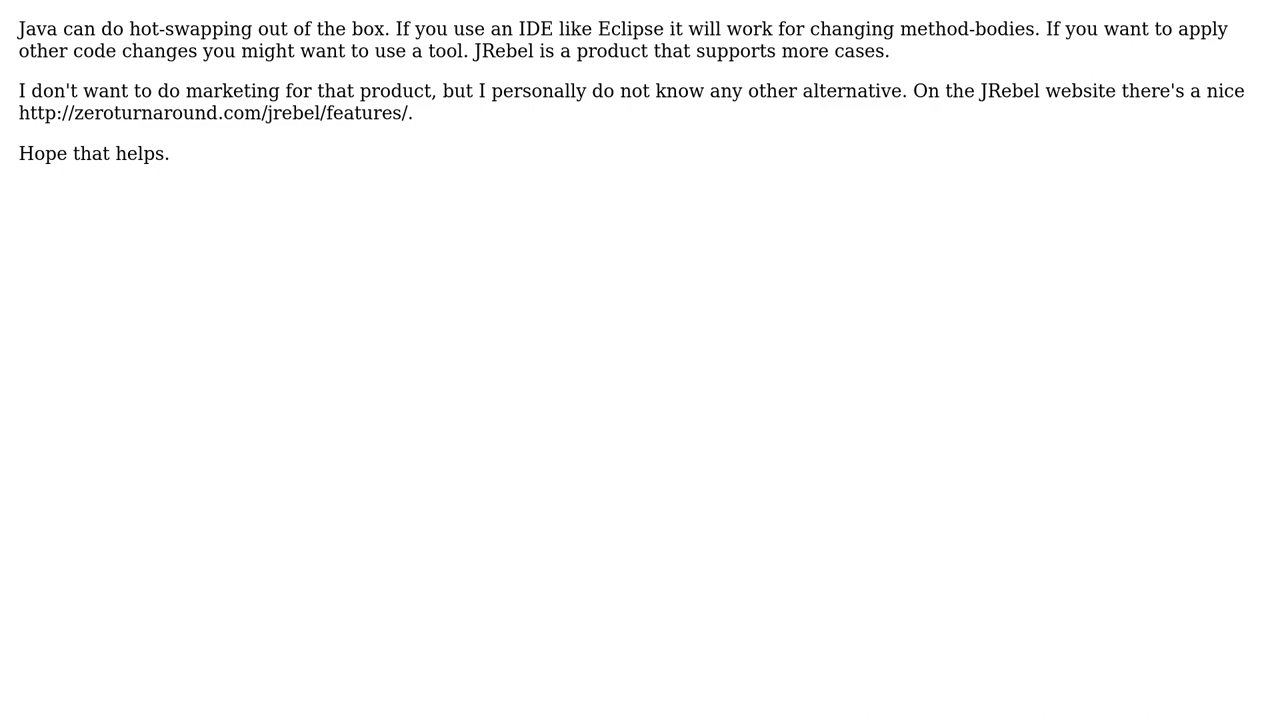 Java can do hot-swapping out of the box. If you use an IDE like Eclipse it will work for changing method-bodies. If you want to apply
other code changes you might want to use a tool. JRebel is a product that supports more cases.
I don't want to do marketing for that product, but I personally do not know any other alternative. On the JRebel website there's a nice
http://zeroturnaround.com/jrebel/features/.
Hope that helps.